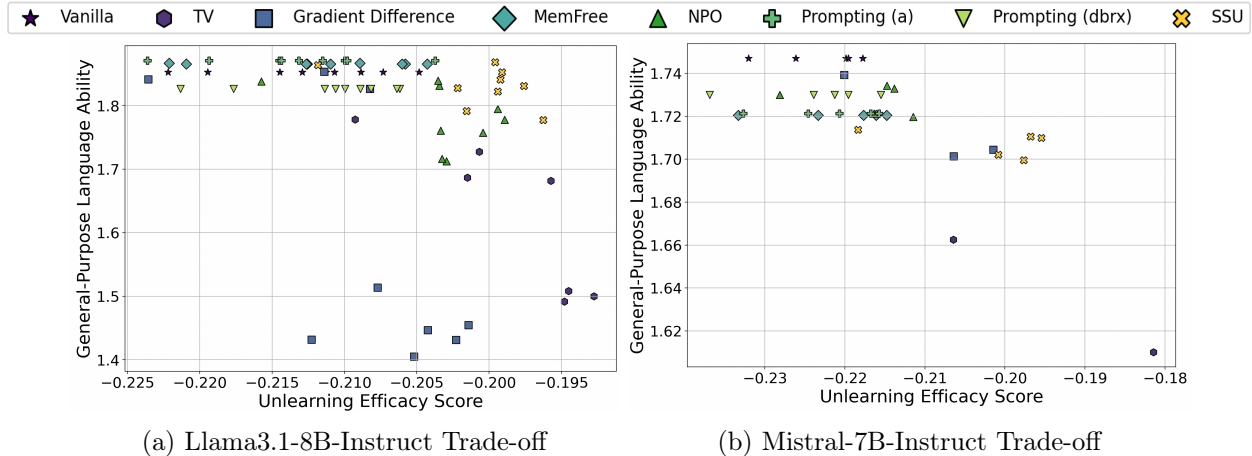 Vanilla TV Gradient Difference MemFree NPO Prompting (a) Prompting (dbrx) SSU
General-Purpose Language Ability
1.8
1.7
1.6
1.5
1.4
−0.225 −0.220 −0.215 −0.210 −0.205 −0.200 −0.195
Unlearning Efficacy Score
(a) Llama3.1-8B-Instruct Trade-off
General-Purpose Language Ability
1.74
1.72
1.70
1.68
1.66
1.64
1.62
−0.23 −0.22 −0.21 −0.20 −0.19 −0.18
Unlearning Efficacy Score
(b) Mistral-7B-Instruct Trade-off